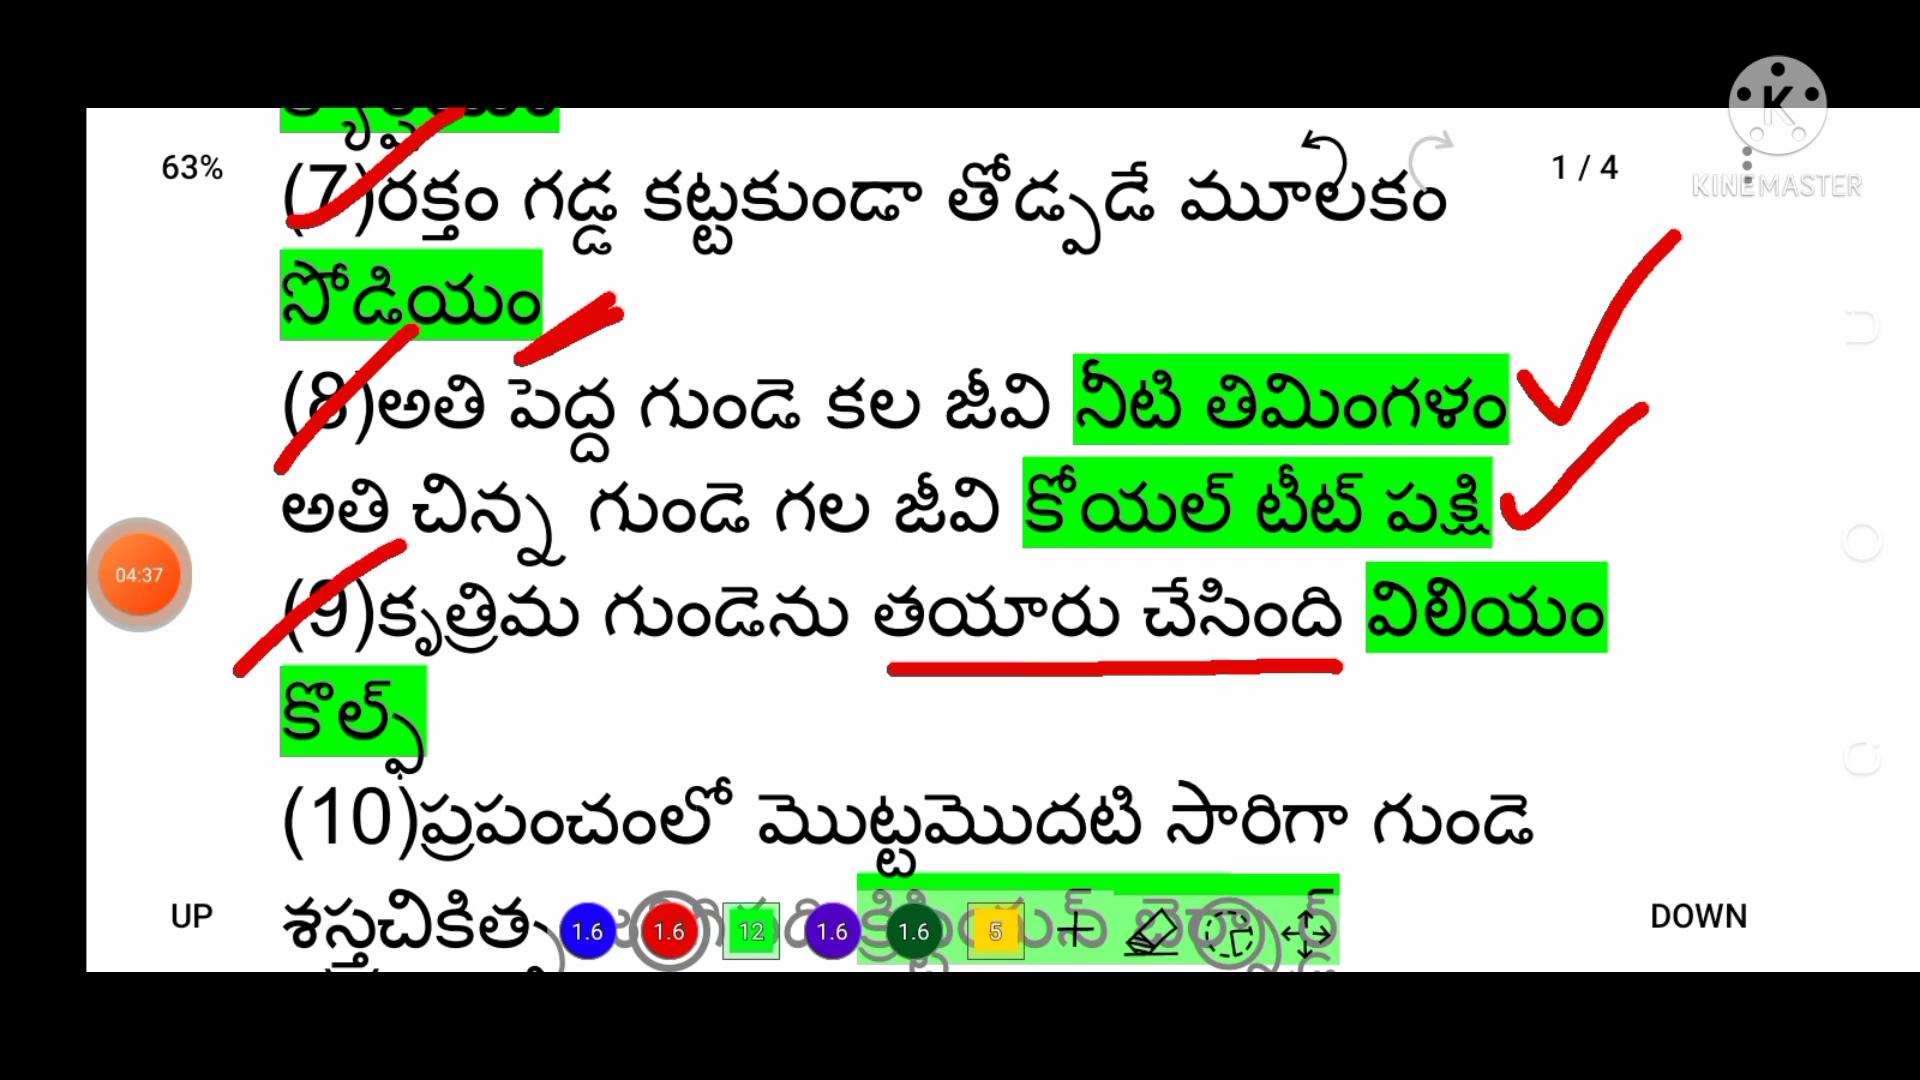 63%
1 / 4
KINEMASTER
(7)రక్తం గడ్డ కట్టకుండా తోడ్పడే మూలకం
సోడియం
(8)అతి పెద్ద గుండె కల జీవి నీటి తిమింగళం
అతి చిన్న గుండె గల జీవి కోయల్ టీట్ పక్షి
04:37
(9)కృత్రిమ గుండెను తయారు చేసింది విలియం
కొల్ఫ్
(10)ప్రపంచంలో మొట్టమొదటి సారిగా గుండె
UP
శస్త్రచికిత్స
1.6 1.6 12 1.6 1.6 5
DOWN